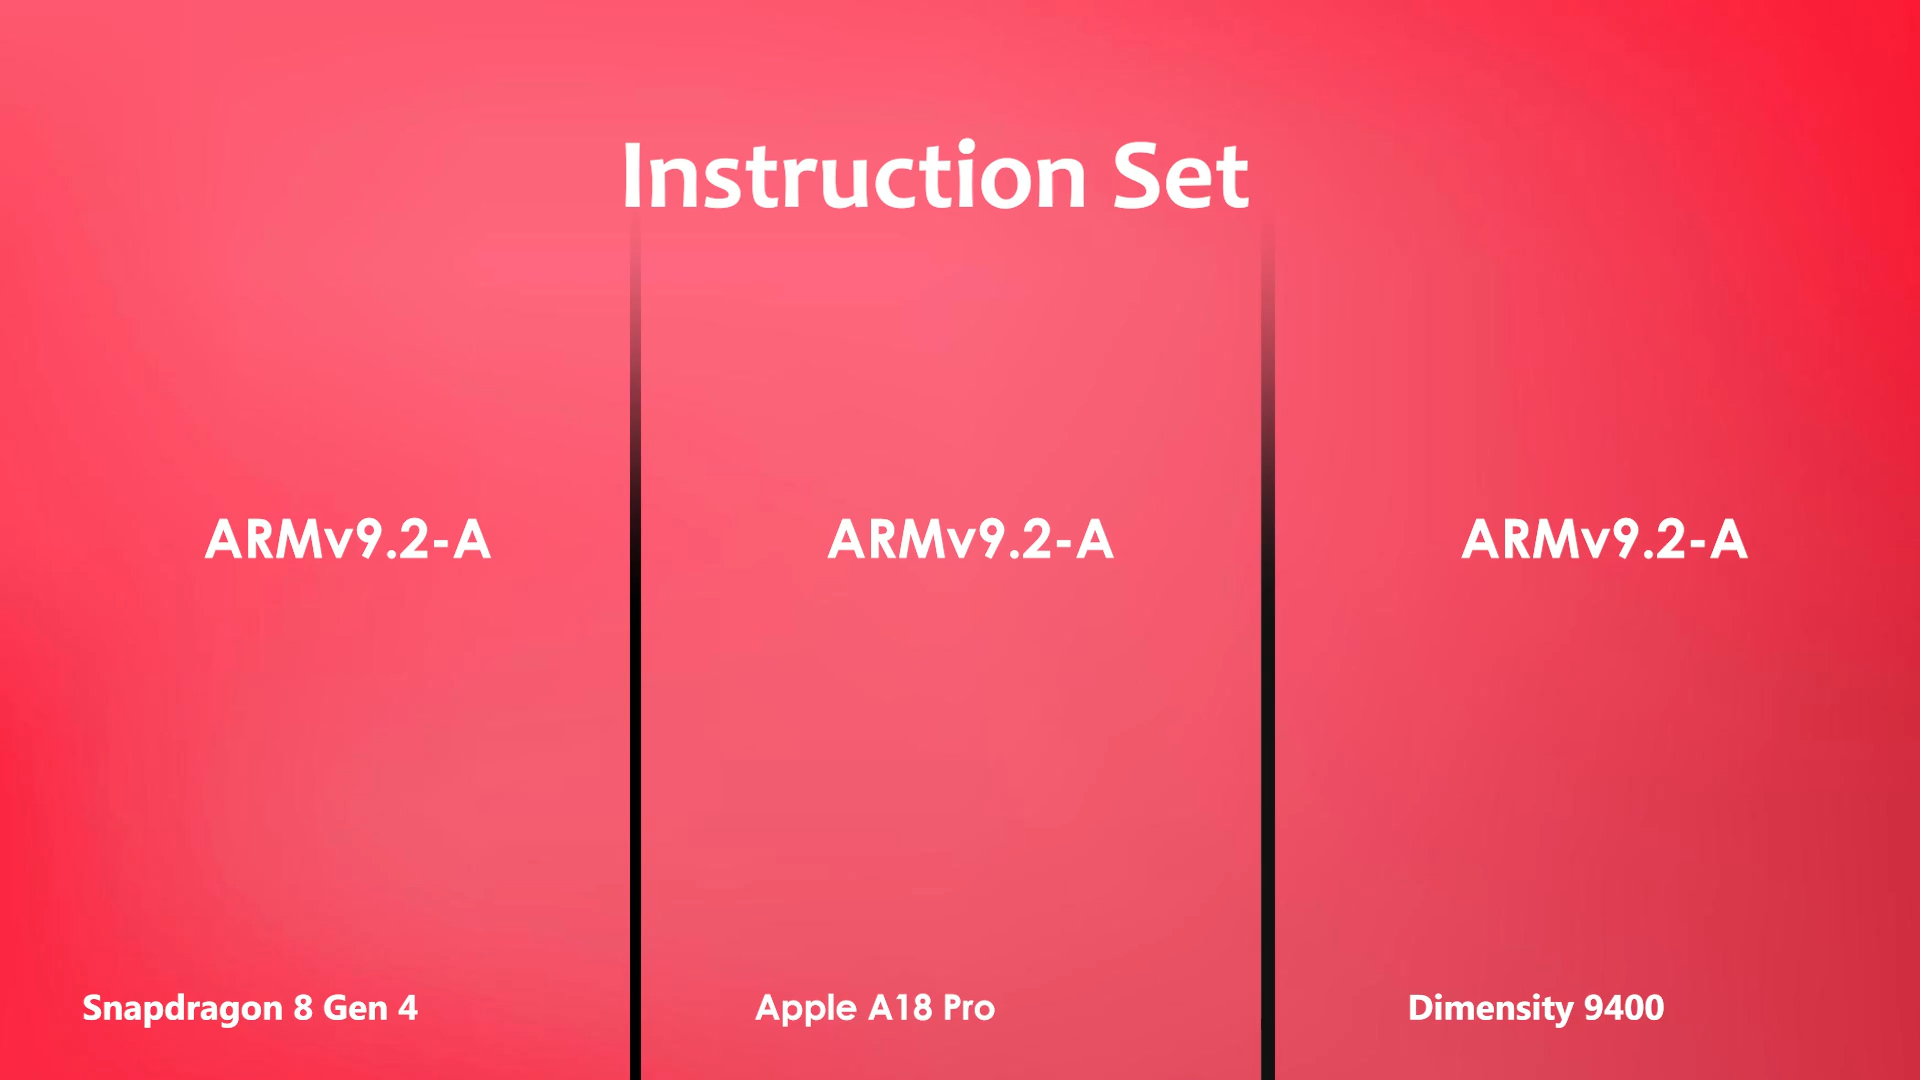 Instruction Set
ARMv9.2-A
ARMv9.2-A
ARMv9.2-A
Snapdragon 8 Gen 4
Apple A18 Pro
Dimensity 9400